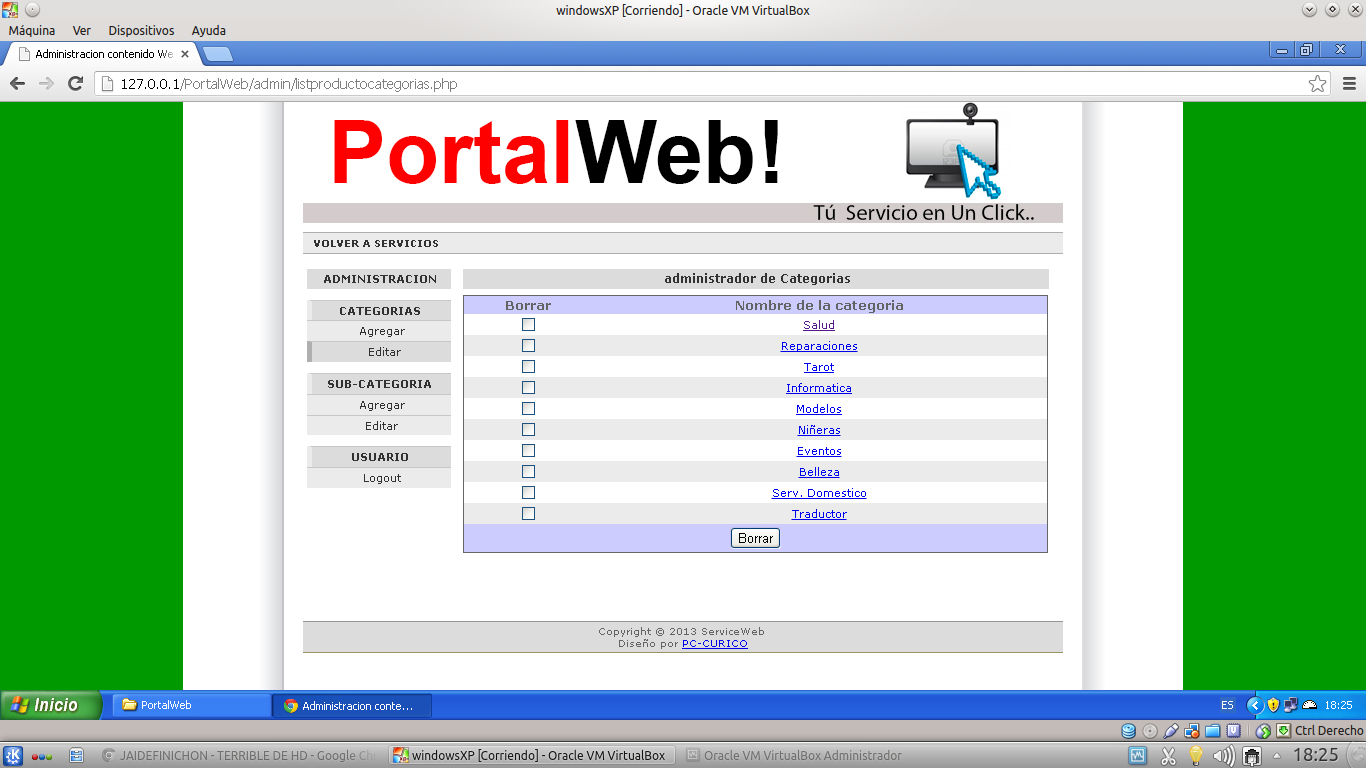 windowsXP [Corriendo] - Oracle VM VirtualBox
Máquina Ver Dispositivos Ayuda
Administracion contenido We
127.0.0.1/PortalWeb/admin/listproductocategorias.php
PortalWeb!
Tú Servicio en Un Click..
VOLVER A SERVICIOS
ADMINISTRACION
CATEGORIAS
Agregar
Editar
SUB-CATEGORIA
Agregar
Editar
USUARIO
Logout
administrador de Categorias
Borrar Nombre de la categoria
Salud
Reparaciones
Tarot
Informatica
Modelos
Niñeras
Eventos
Belleza
Serv. Domestico
Traductor
Borrar
Copyright © 2013 ServiceWeb
Diseño por PC-CURICO
Inicio PortalWeb Administracion conte... ES 18:25
Ctrl Derecho
JAIDEFINICHON - TERRIBLE DE HD - Google Ch windowsXP [Corriendo] - Oracle VM VirtualBox Oracle VM VirtualBox Administrador 18:25